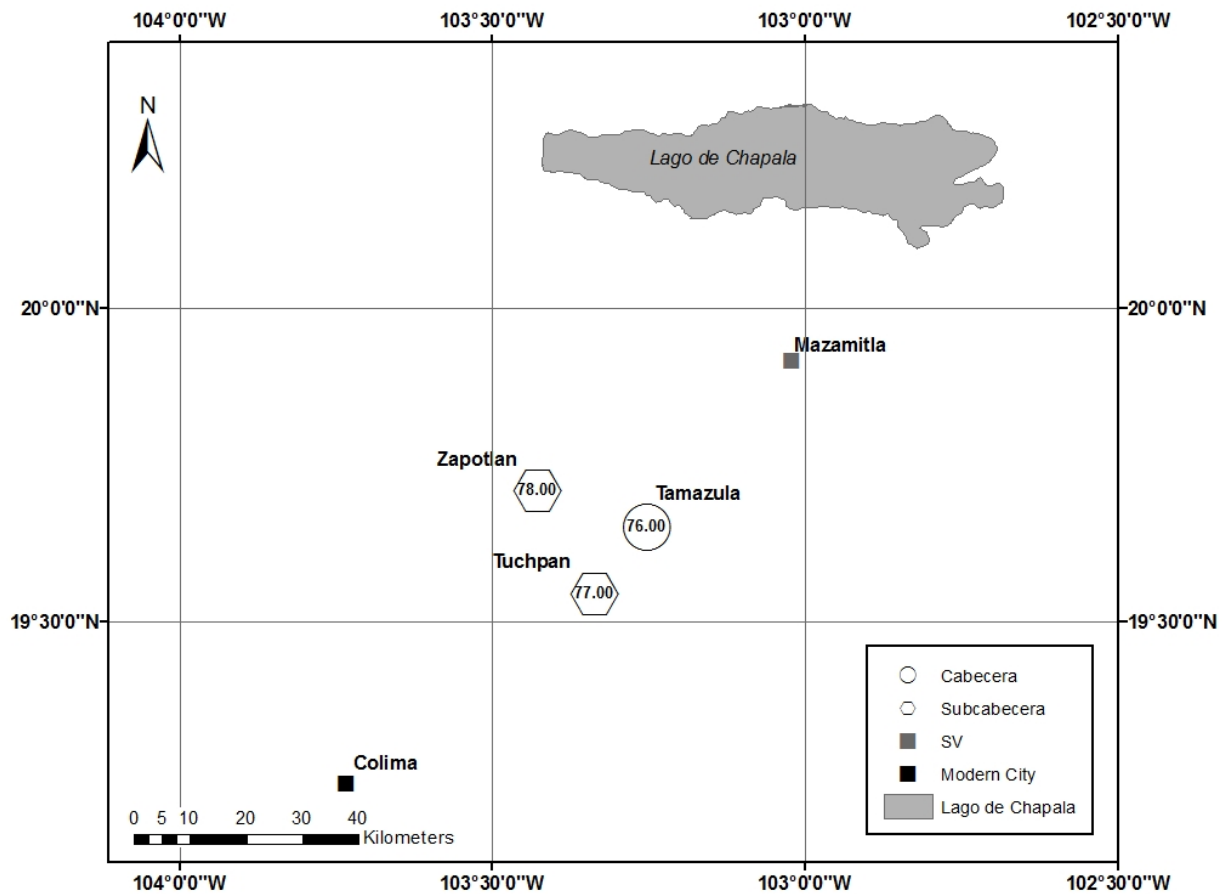 104°0'0"W 103°30'0"W 103°0'0"W 102°30'0"W
N
Lago de Chapala
20°0'0"N 20°0'0"N
Mazamitla
Zapotlan
78.00
Tamazula
76.00
Tuchpan
77.00
19°30'0"N 19°30'0"N
Cabecera
Subcabecera
SV
Modern City
Lago de Chapala
Colima
0 5 10 20 30 40
Kilometers
104°0'0"W 103°30'0"W 103°0'0"W 102°30'0"W